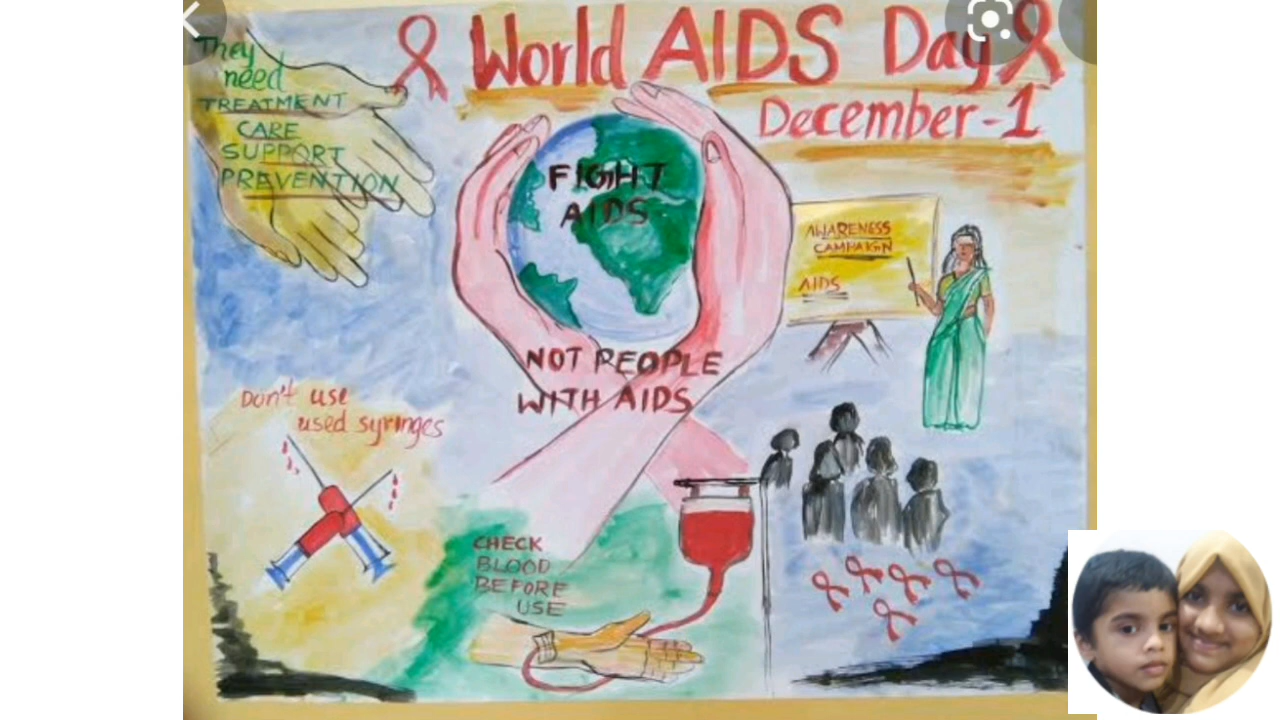 World AIDS Day
December-1
They
need
TREATMENT
CARE
SUPPORT
PREVENTION
FIGHT
AIDS
NOT PEOPLE
WITH AIDS
AWARENESS
CAMPAIGN
AIDS
Don't use
used syringes
CHECK
BLOOD
BEFORE
USE